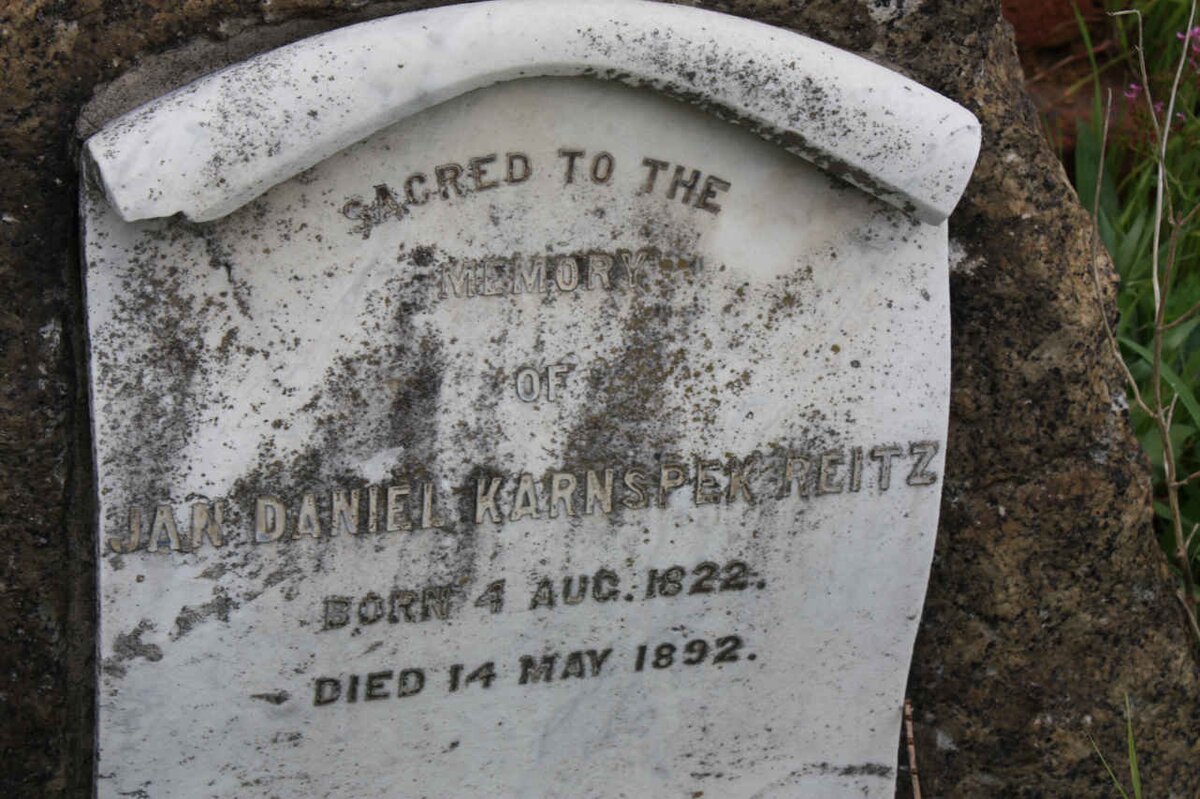 SACRED TO THE
MEMORY
OF
JAN DANIEL KARNSPEK REITZ
BORN 4 AUG. 1822.
DIED 14 MAY 1892.